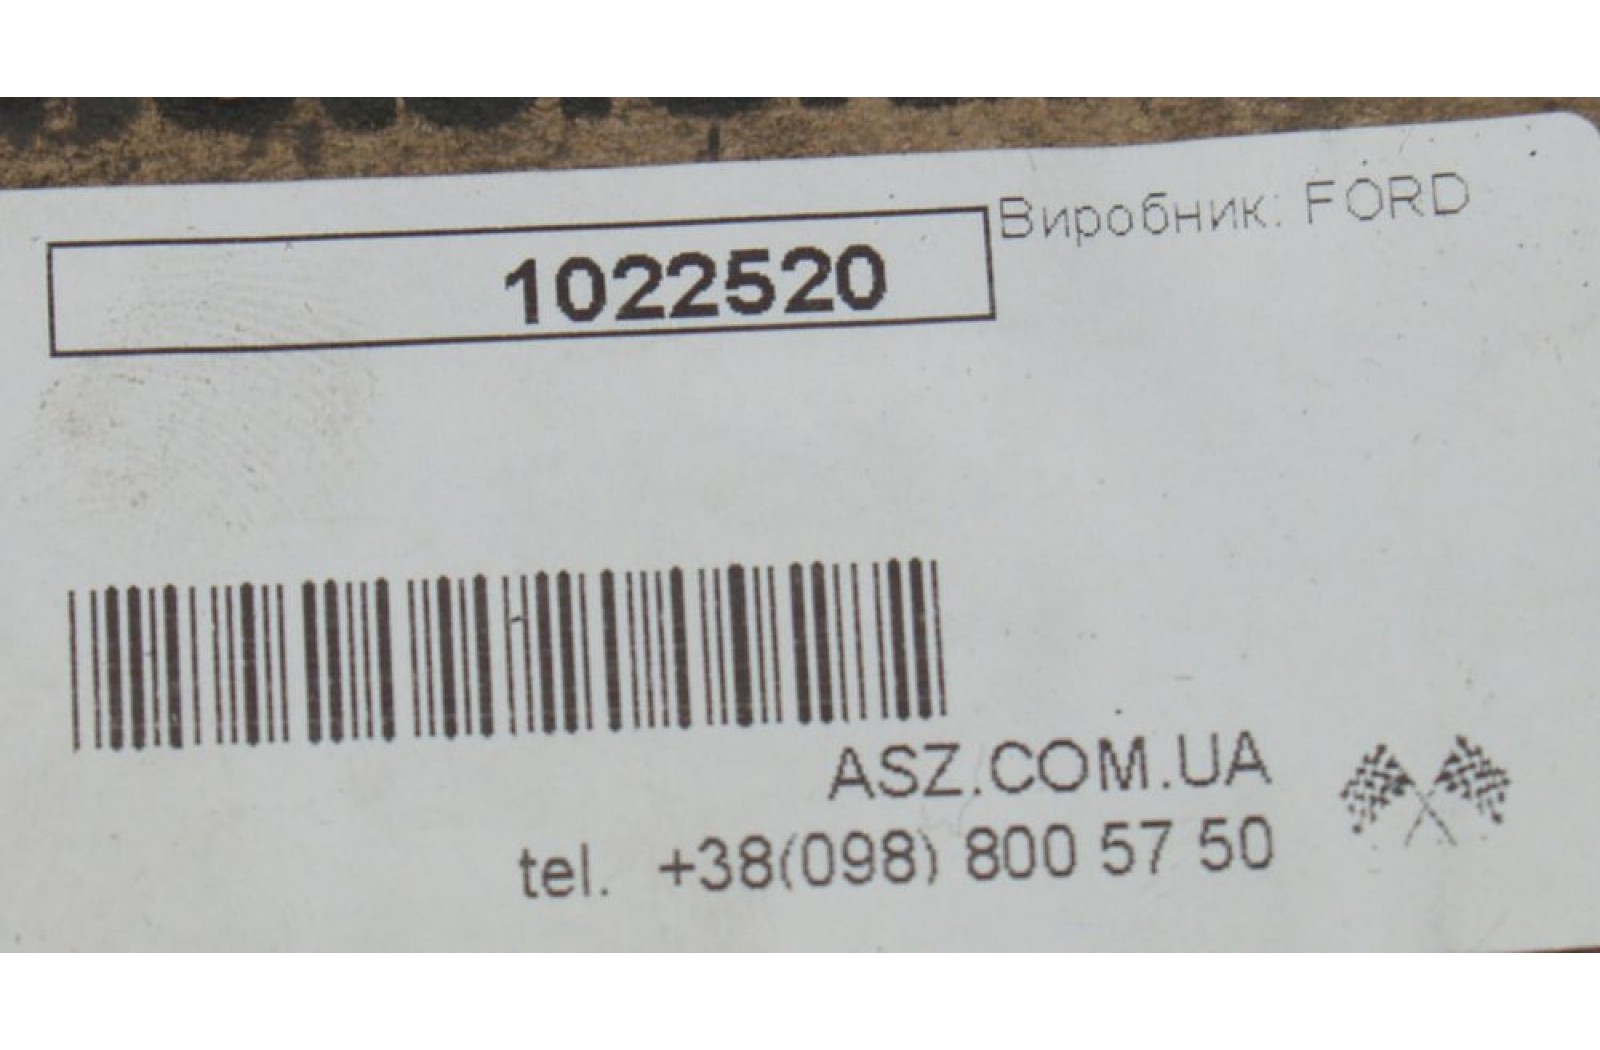 Виробник: FORD
1022520
ASZ.COM.UA
tel. +38(098) 800 57 50